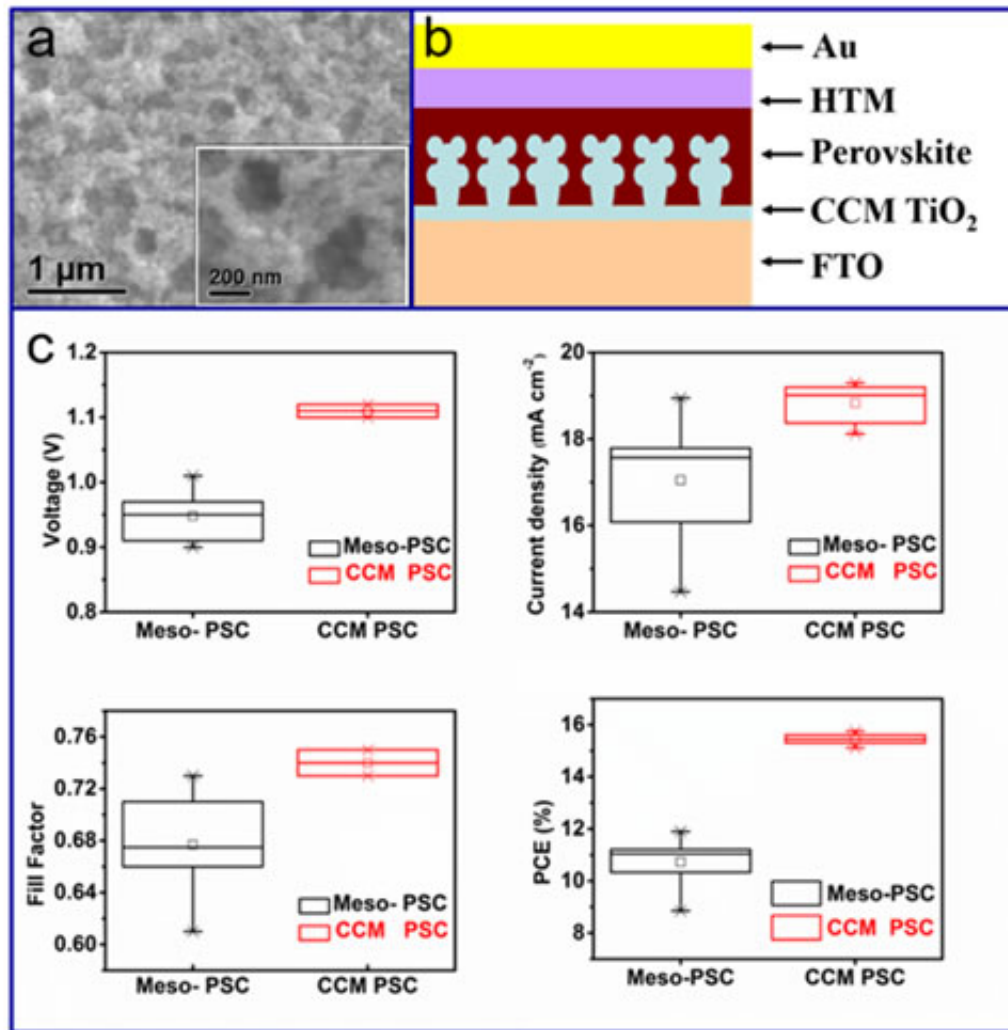 a
1 µm
200 nm
b
Au
HTM
Perovskite
CCM TiO₂
FTO
c
Voltage (V)
1.2
1.1
1.0
0.9
0.8
Meso-PSC
CCM PSC
Meso- PSC
CCM PSC
Current density (mA cm⁻²)
20
18
16
14
Meso- PSC
CCM PSC
Meso- PSC
CCM PSC
Fill Factor
0.76
0.72
0.68
0.64
0.60
Meso- PSC
CCM PSC
Meso- PSC
CCM PSC
PCE (%)
16
14
12
10
8
Meso-PSC
CCM PSC
Meso-PSC
CCM PSC